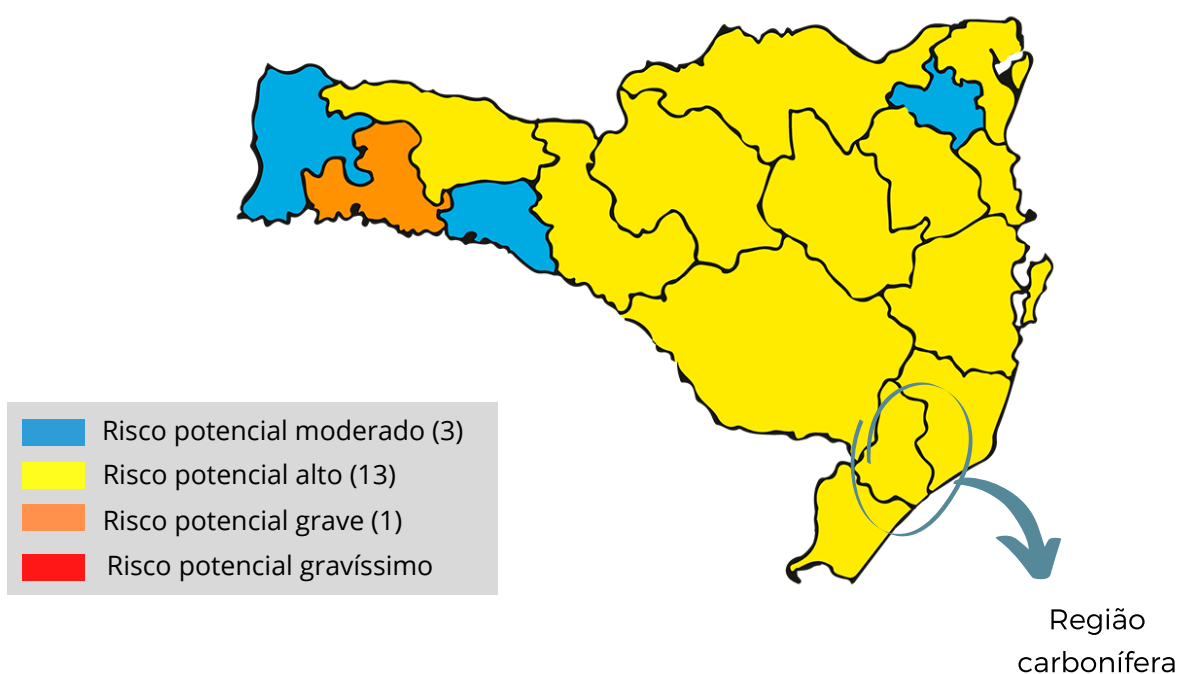 Risco potencial moderado (3)
Risco potencial alto (13)
Risco potencial grave (1)
Risco potencial gravíssimo
Região
carbonífera